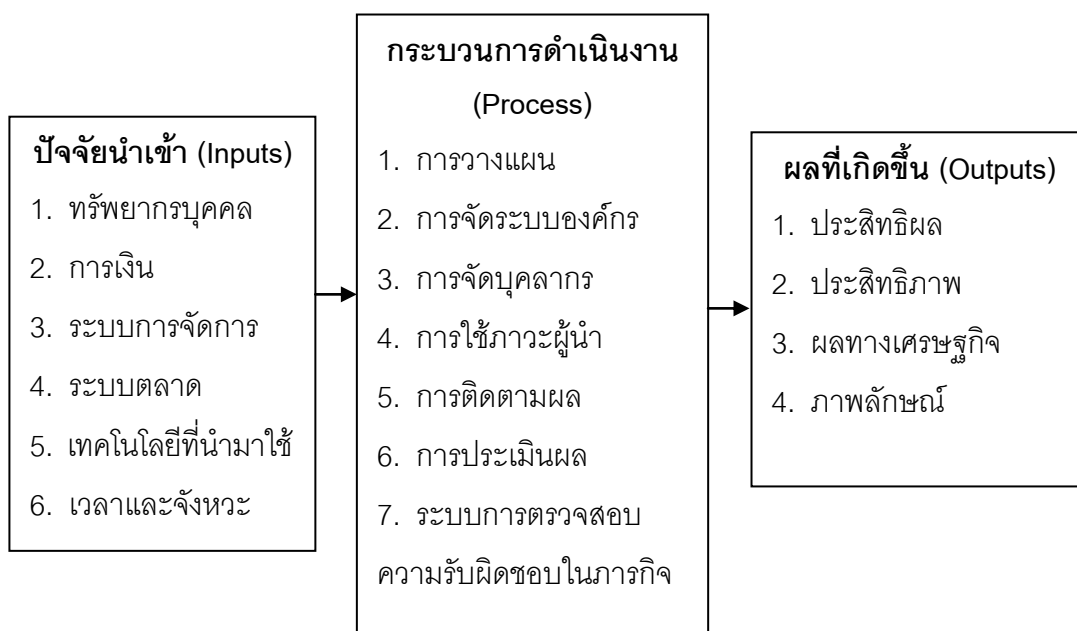 ปัจจัยนำเข้า (Inputs)
1. ทรัพยากรบุคคล
2. การเงิน
3. ระบบการจัดการ
4. ระบบตลาด
5. เทคโนโลยีที่นำมาใช้
6. เวลาและจังหวะ
กระบวนการดำเนินงาน
(Process)
1. การวางแผน
2. การจัดระบบองค์กร
3. การจัดบุคลากร
4. การใช้ภาวะผู้นำ
5. การติดตามผล
6. การประเมินผล
7. ระบบการตรวจสอบ
ความรับผิดชอบในภารกิจ
ผลที่เกิดขึ้น (Outputs)
1. ประสิทธิผล
2. ประสิทธิภาพ
3. ผลทางเศรษฐกิจ
4. ภาพลักษณ์